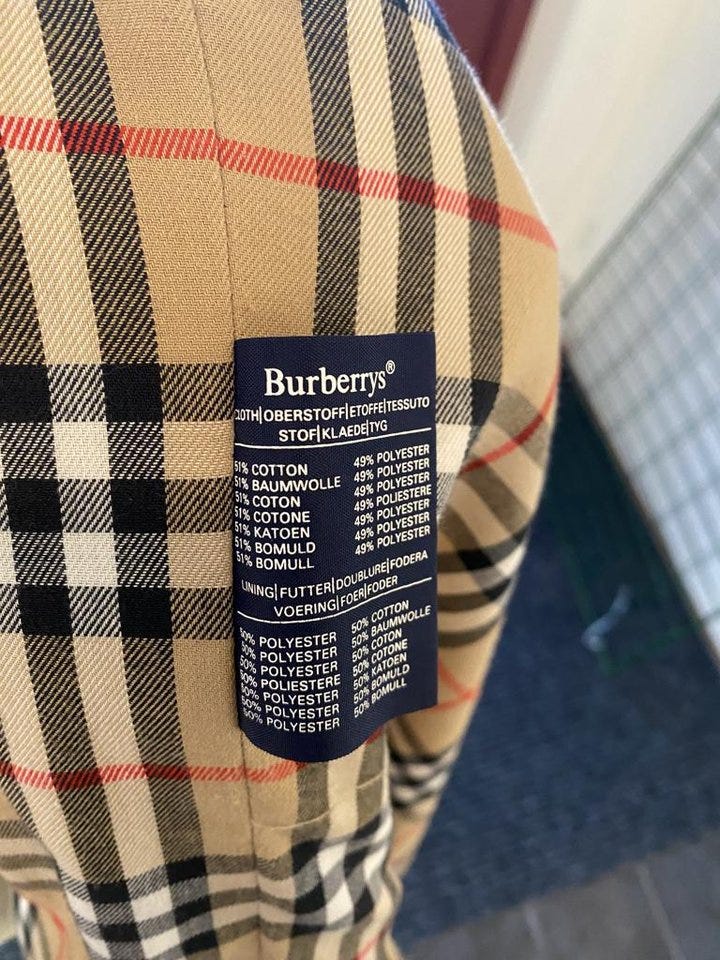 Burberrys®
CLOTH|OBERSTOFF|ETOFFE|TESSUTO
STOF|KLAEDE|TYG
51% COTTON 49% POLYESTER
51% BAUMWOLLE 49% POLYESTER
51% COTON 49% POLYESTER
51% COTONE 49% POLIESTERE
51% KATOEN 49% POLYESTER
51% BOMULD 49% POLYESTER
51% BOMULL 49% POLYESTER
LINING|FUTTER|DOUBLURE|FODERA
VOERING|FOER|FODER
50% POLYESTER 50% COTTON
50% POLYESTER 50% BAUMWOLLE
50% POLYESTER 50% COTON
50% POLIESTERE 50% COTONE
50% POLYESTER 50% KATOEN
50% POLYESTER 50% BOMULD
50% POLYESTER 50% BOMULL